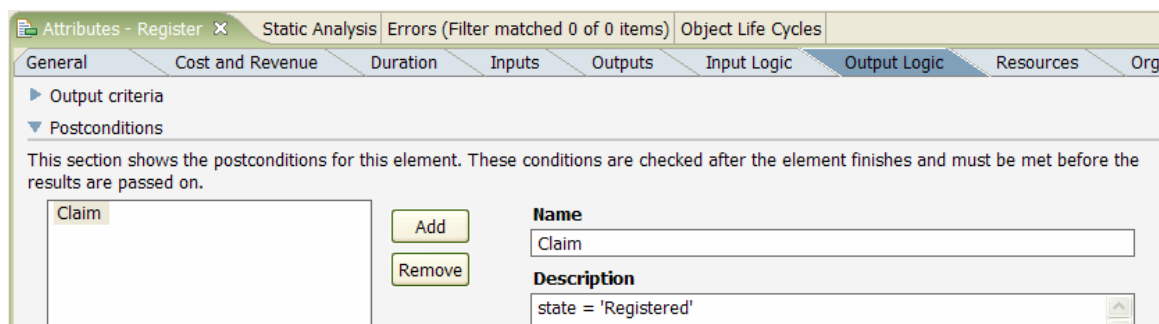 Attributes - Register Static Analysis Errors (Filter matched 0 of 0 items) Object Life Cycles
General Cost and Revenue Duration Inputs Outputs Input Logic Output Logic Resources Org
Output criteria
Postconditions
This section shows the postconditions for this element. These conditions are checked after the element finishes and must be met before the
results are passed on.
Claim
Add
Remove
Name
Claim
Description
state = 'Registered'